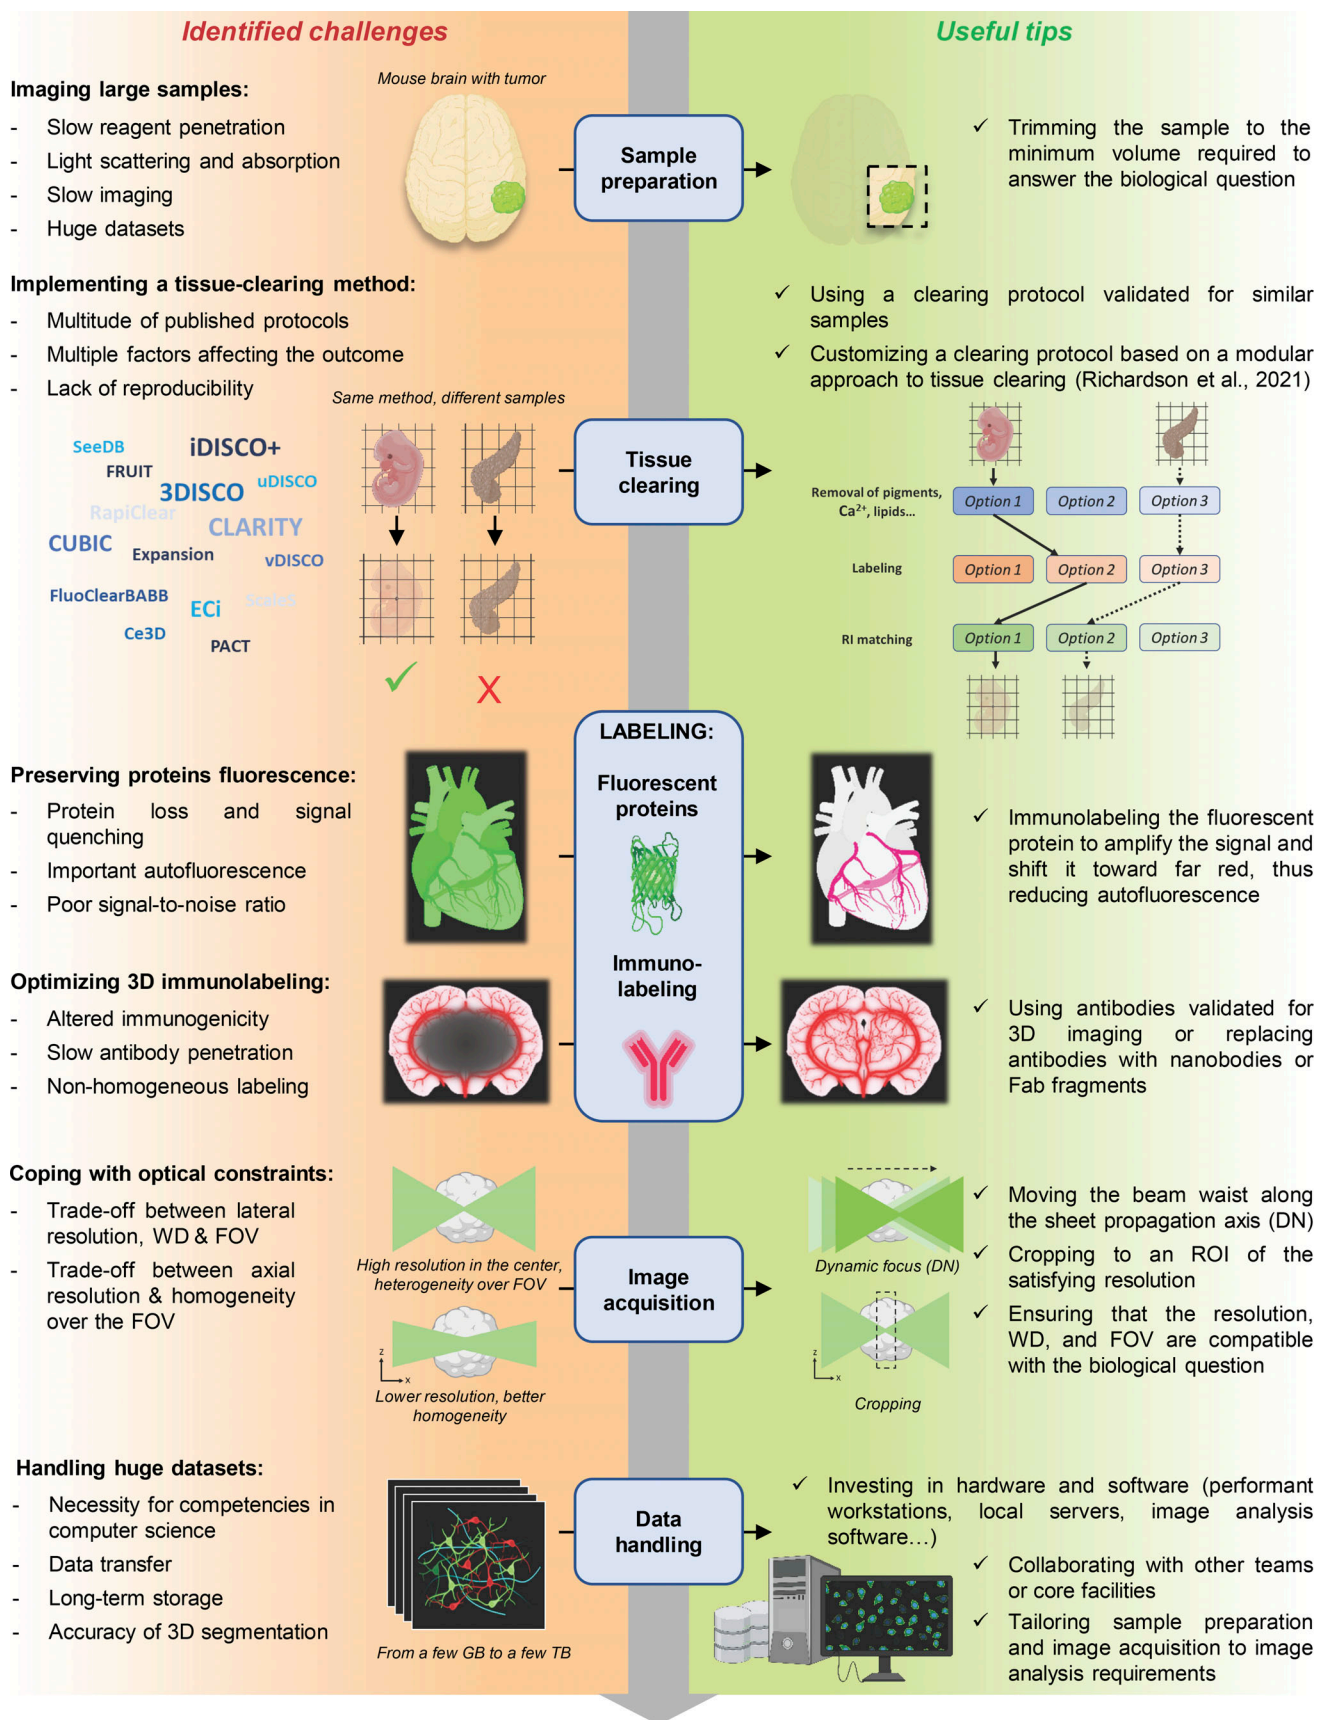 Identified challenges
Useful tips
Imaging large samples:
- Slow reagent penetration
- Light scattering and absorption
- Slow imaging
- Huge datasets
Mouse brain with tumor
Sample
preparation
✓ Trimming the sample to the
minimum volume required to
answer the biological question
Implementing a tissue-clearing method:
- Multitude of published protocols
- Multiple factors affecting the outcome
- Lack of reproducibility
Same method, different samples
SeeDB
iDISCO+
FRUIT
uDISCO
3DISCO
RapiClear
CLARITY
CUBIC
Expansion
vDISCO
FluoClearBABB
ECi
ScaleS
Ce3D
PACT
X
Tissue
clearing
✓ Using a clearing protocol validated for similar
samples
✓ Customizing a clearing protocol based on a modular
approach to tissue clearing (Richardson et al., 2021)
Removal of pigments,
Ca2+, lipids...
Option 1
Option 2
Option 3
Labeling
Option 1
Option 2
Option 3
RI matching
Option 1
Option 2
Option 3
LABELING:
Fluorescent
proteins
Immuno-
labeling
Preserving proteins fluorescence:
- Protein loss and signal
quenching
- Important autofluorescence
- Poor signal-to-noise ratio
✓ Immunolabeling the fluorescent
protein to amplify the signal and
shift it toward far red, thus
reducing autofluorescence
Optimizing 3D immunolabeling:
- Altered immunogenicity
- Slow antibody penetration
- Non-homogeneous labeling
✓ Using antibodies validated for
3D imaging or replacing
antibodies with nanobodies or
Fab fragments
Coping with optical constraints:
- Trade-off between lateral
resolution, WD & FOV
- Trade-off between axial
resolution & homogeneity
over the FOV
High resolution in the center,
heterogeneity over FOV
z
x
Lower resolution, better
homogeneity
Image
acquisition
Dynamic focus (DN)
z
x
Cropping
✓ Moving the beam waist along
the sheet propagation axis (DN)
✓ Cropping to an ROI of the
satisfying resolution
✓ Ensuring that the resolution,
WD, and FOV are compatible
with the biological question
Handling huge datasets:
- Necessity for competencies in
computer science
- Data transfer
- Long-term storage
- Accuracy of 3D segmentation
From a few GB to a few TB
Data
handling
✓ Investing in hardware and software (performant
workstations, local servers, image analysis
software...)
✓ Collaborating with other teams
or core facilities
✓ Tailoring sample preparation
and image acquisition to image
analysis requirements